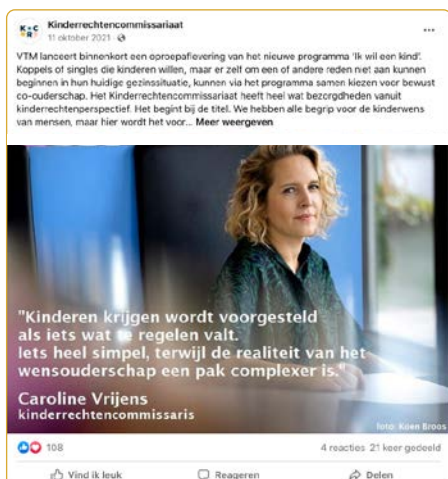 K·C
R·C
Kinderrechtencommissariaat
11 oktober 2021 ·
VTM lanceert binnenkort een oproepaflevering van het nieuwe programma 'Ik wil een kind'.
Koppels of singles die kinderen willen, maar er zelf om een of andere reden niet aan kunnen
beginnen in hun huidige gezinssituatie, kunnen via het programma samen kiezen voor bewust
co-ouderschap. Het Kinderrechtencommissariaat heeft heel wat bezorgdheden vanuit
kinderrechtenperspectief. Het begint bij de titel. We hebben alle begrip voor de kinderwens
van mensen, maar hier wordt het voor... Meer weergeven
"Kinderen krijgen wordt voorgesteld
als iets wat te regelen valt.
Iets heel simpel, terwijl de realiteit van het
wensouderschap een pak complexer is."
Caroline Vrijens
kinderrechtencommissaris
foto: Koen Broos
108
4 reacties 21 keer gedeeld
Vind ik leuk
Reageren
Delen